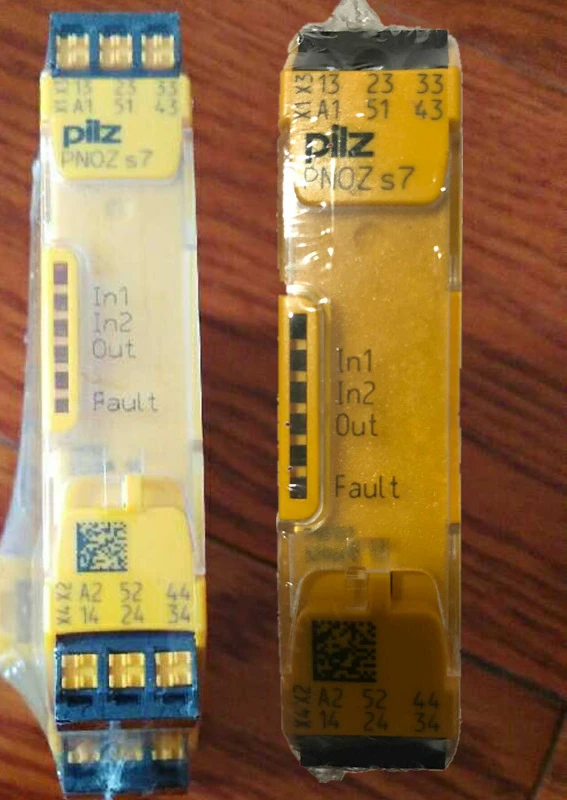 X1 X3 13 23 33
A1 51 43
pilz
PNOZ s7
In1
In2
Out
Fault
X4 X2 A2 52 44
14 24 34
X1 X3 13 23 33
A1 51 43
pilz
PNOZ s7
In1
In2
Out
Fault
X4 X2 A2 52 44
14 24 34